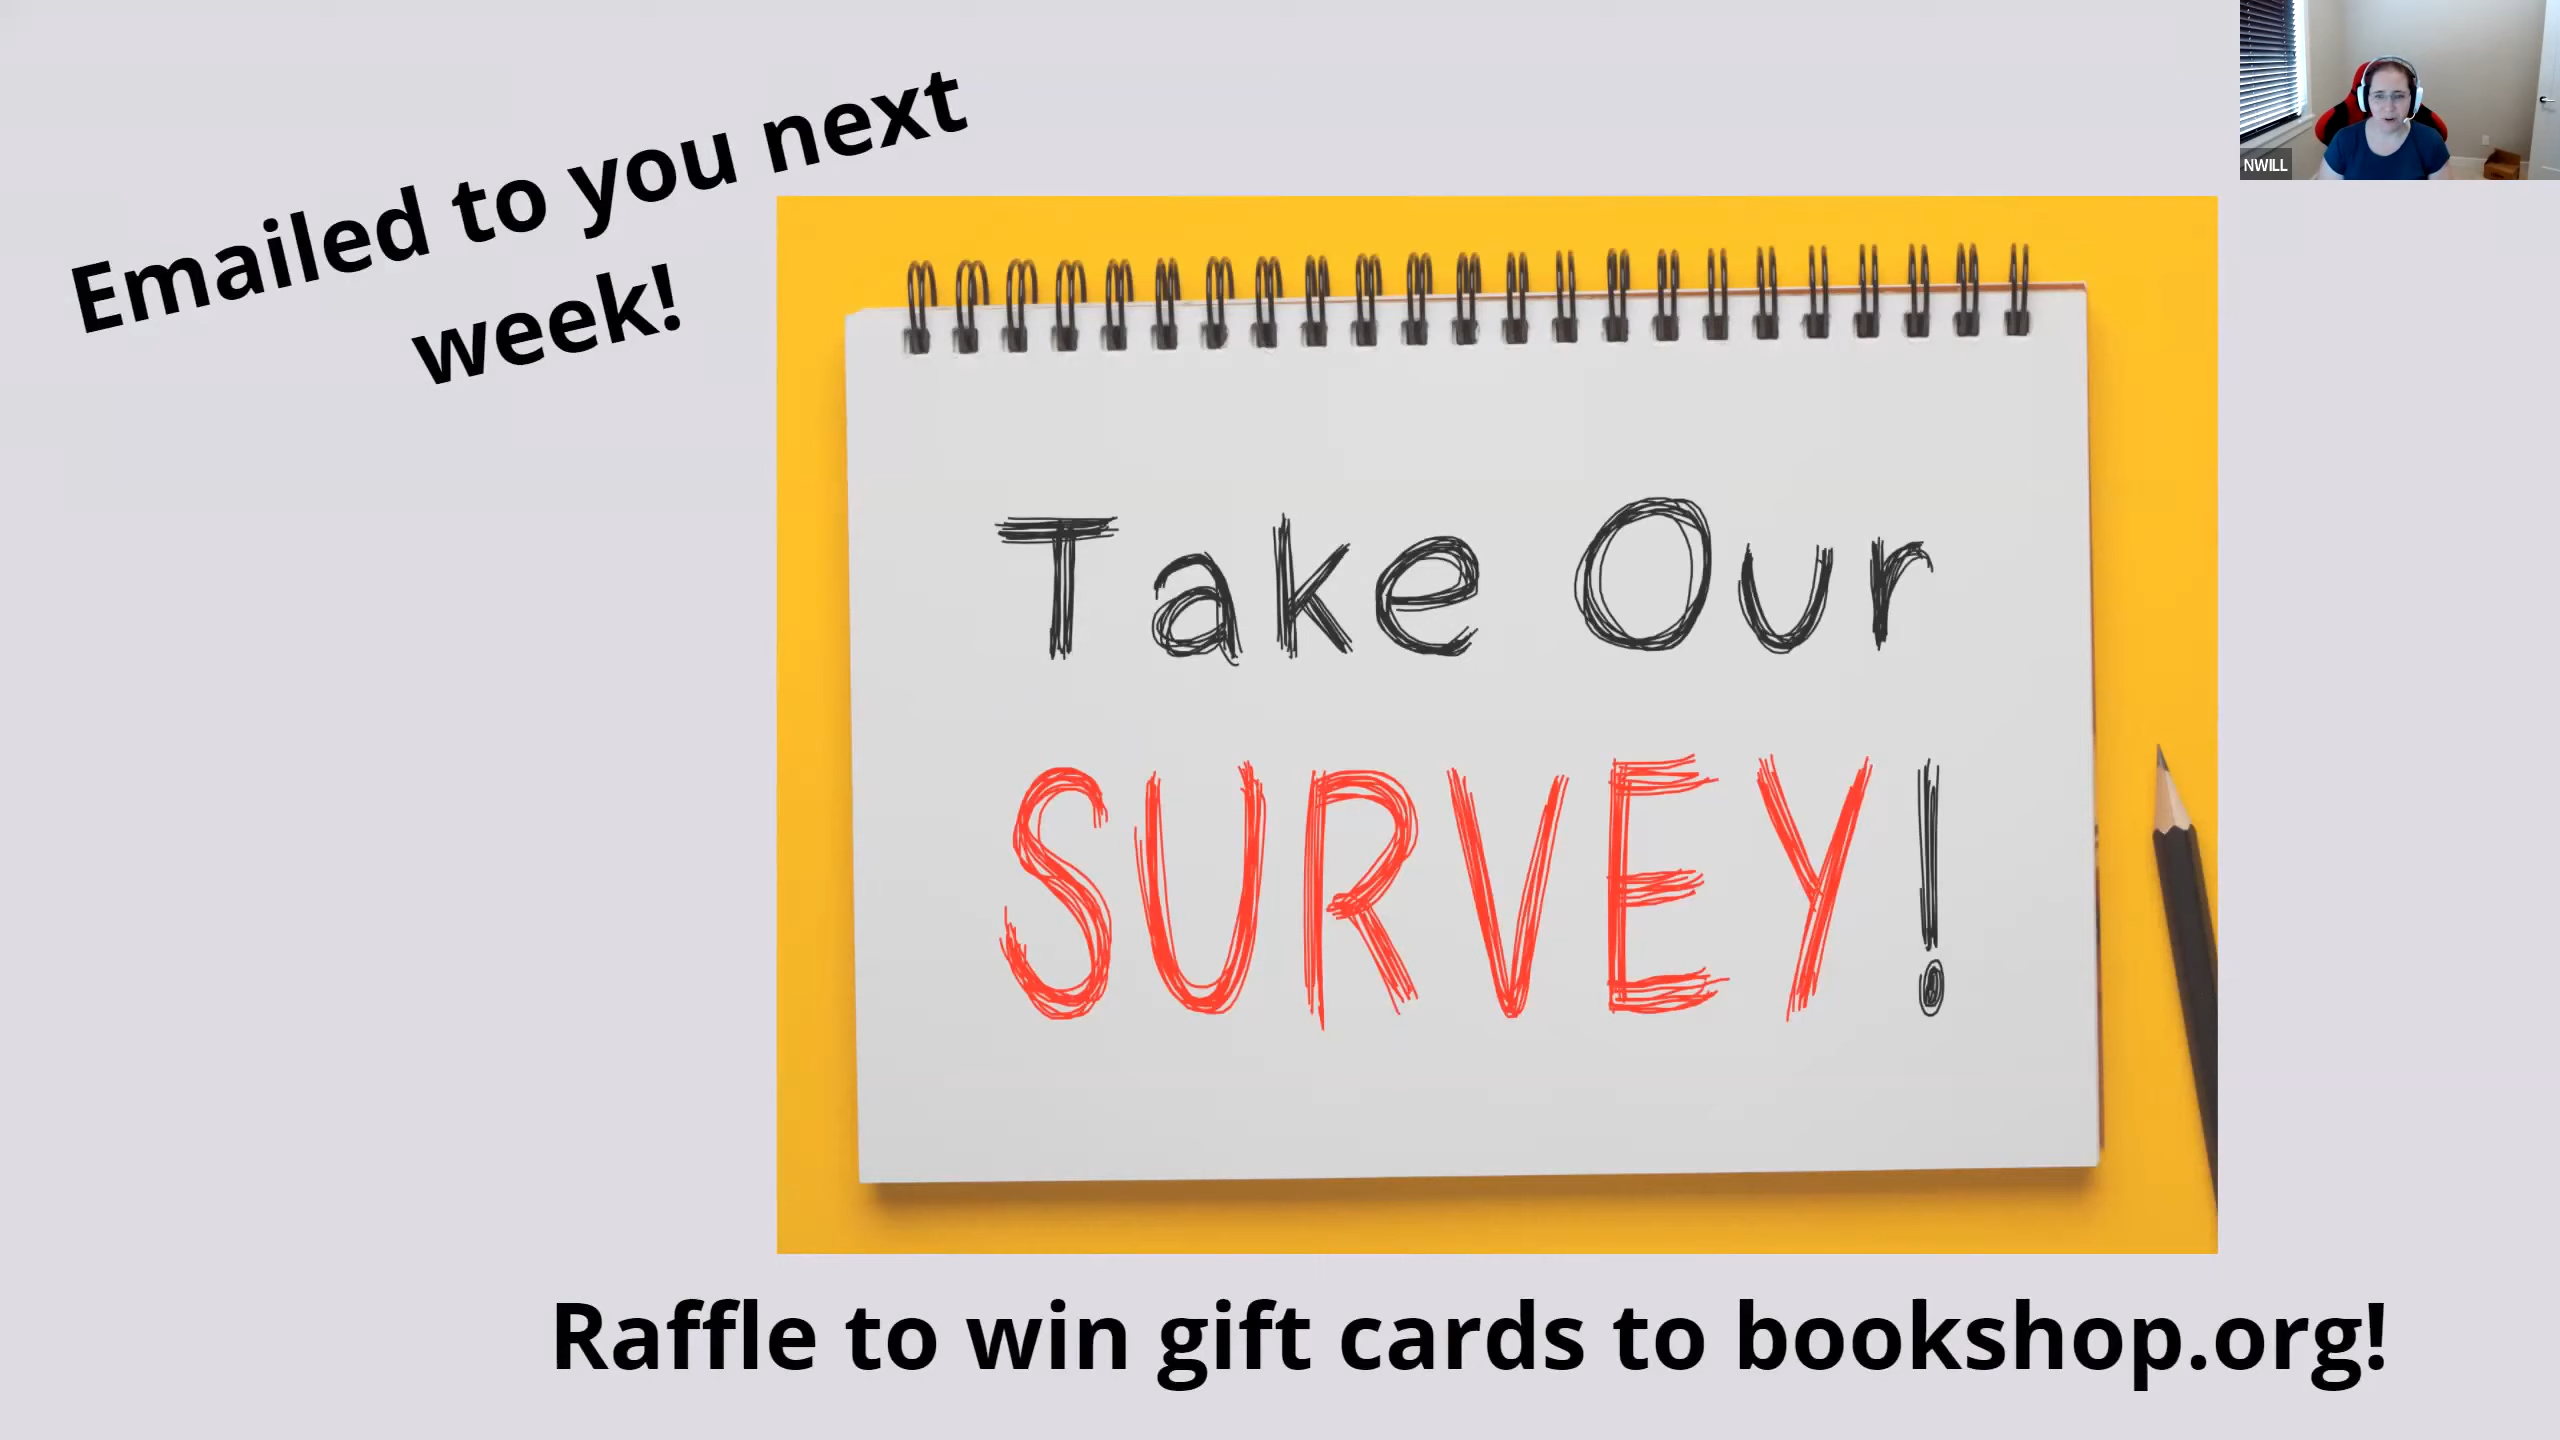 Emailed to you next
week!
NWILL
Take Our
SURVEY!
Raffle to win gift cards to bookshop.org!